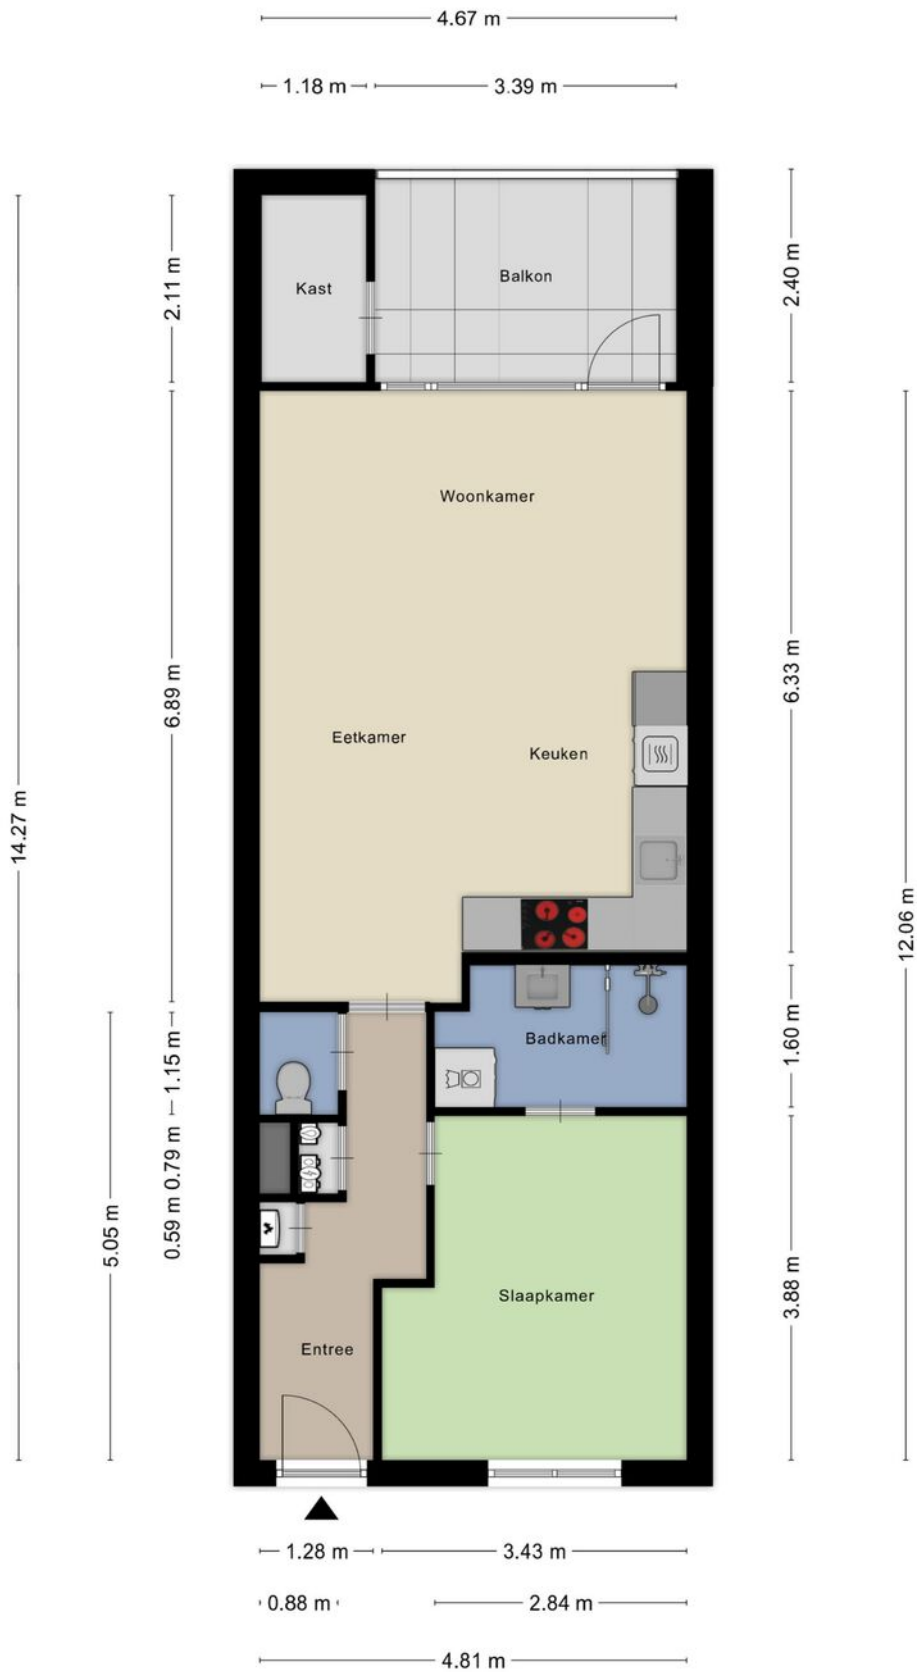 4.67 m
1.18 m
3.39 m
Kast
Balkon
2.11 m
2.40 m
Woonkamer
6.89 m
6.33 m
Eetkamer
Keuken
14.27 m
12.06 m
Badkamer
1.15 m
1.60 m
0.79 m
0.59 m
5.05 m
Slaapkamer
3.88 m
Entree
1.28 m
3.43 m
0.88 m
2.84 m
4.81 m